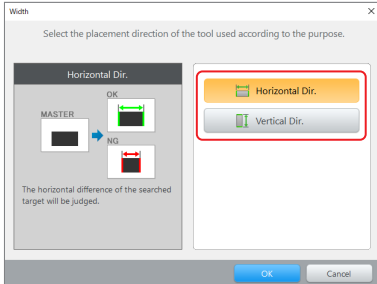 Width
Select the placement direction of the tool used according to the purpose.
Horizontal Dir.
OK
MASTER
NG
The horizontal difference of the searched
target will be judged.
Horizontal Dir.
Vertical Dir.
OK
Cancel